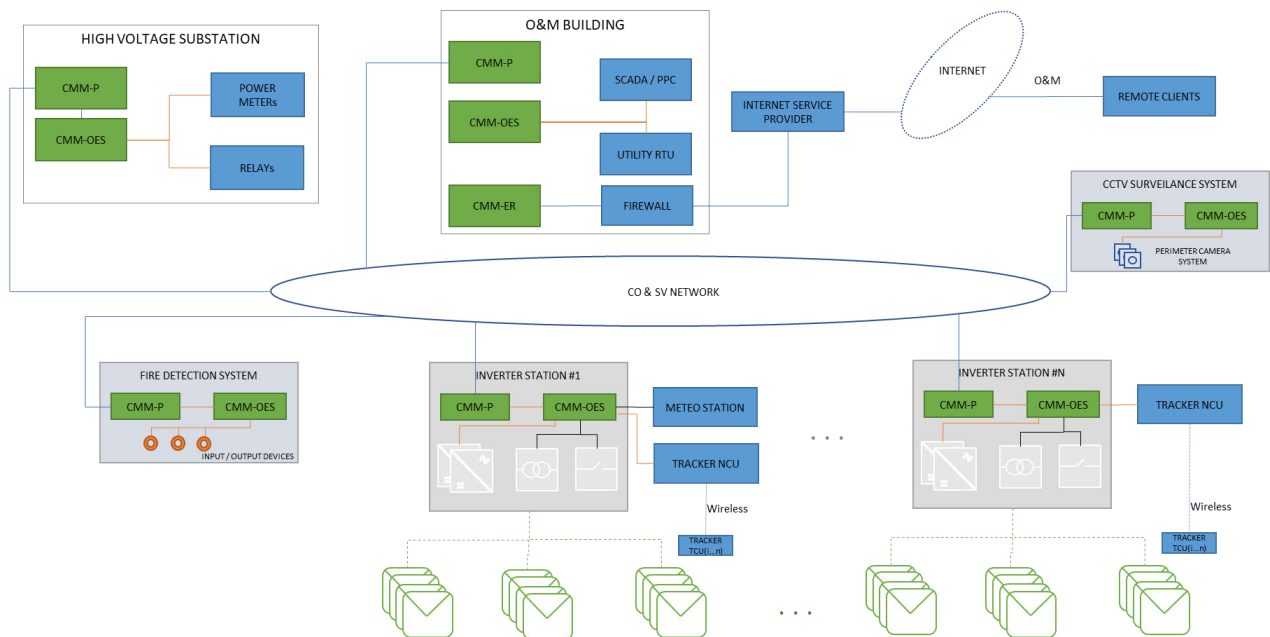 HIGH VOLTAGE SUBSTATION
CMM-P
CMM-OES
POWER
METERs
RELAYs
O&M BUILDING
CMM-P
CMM-OES
CMM-ER
SCADA / PPC
UTILITY RTU
FIREWALL
INTERNET SERVICE
PROVIDER
INTERNET
O&M
REMOTE CLIENTS
CCTV SURVEILANCE SYSTEM
CMM-P
CMM-OES
PERIMETER CAMERA
SYSTEM
CO & SV NETWORK
FIRE DETECTION SYSTEM
CMM-P
CMM-OES
INPUT / OUTPUT DEVICES
INVERTER STATION #1
CMM-P
CMM-OES
METEO STATION
TRACKER NCU
Wireless
TRACKER
TCU(i...n)
. . .
INVERTER STATION #N
CMM-P
CMM-OES
TRACKER NCU
Wireless
TRACKER
TCU(i...n)
. . .